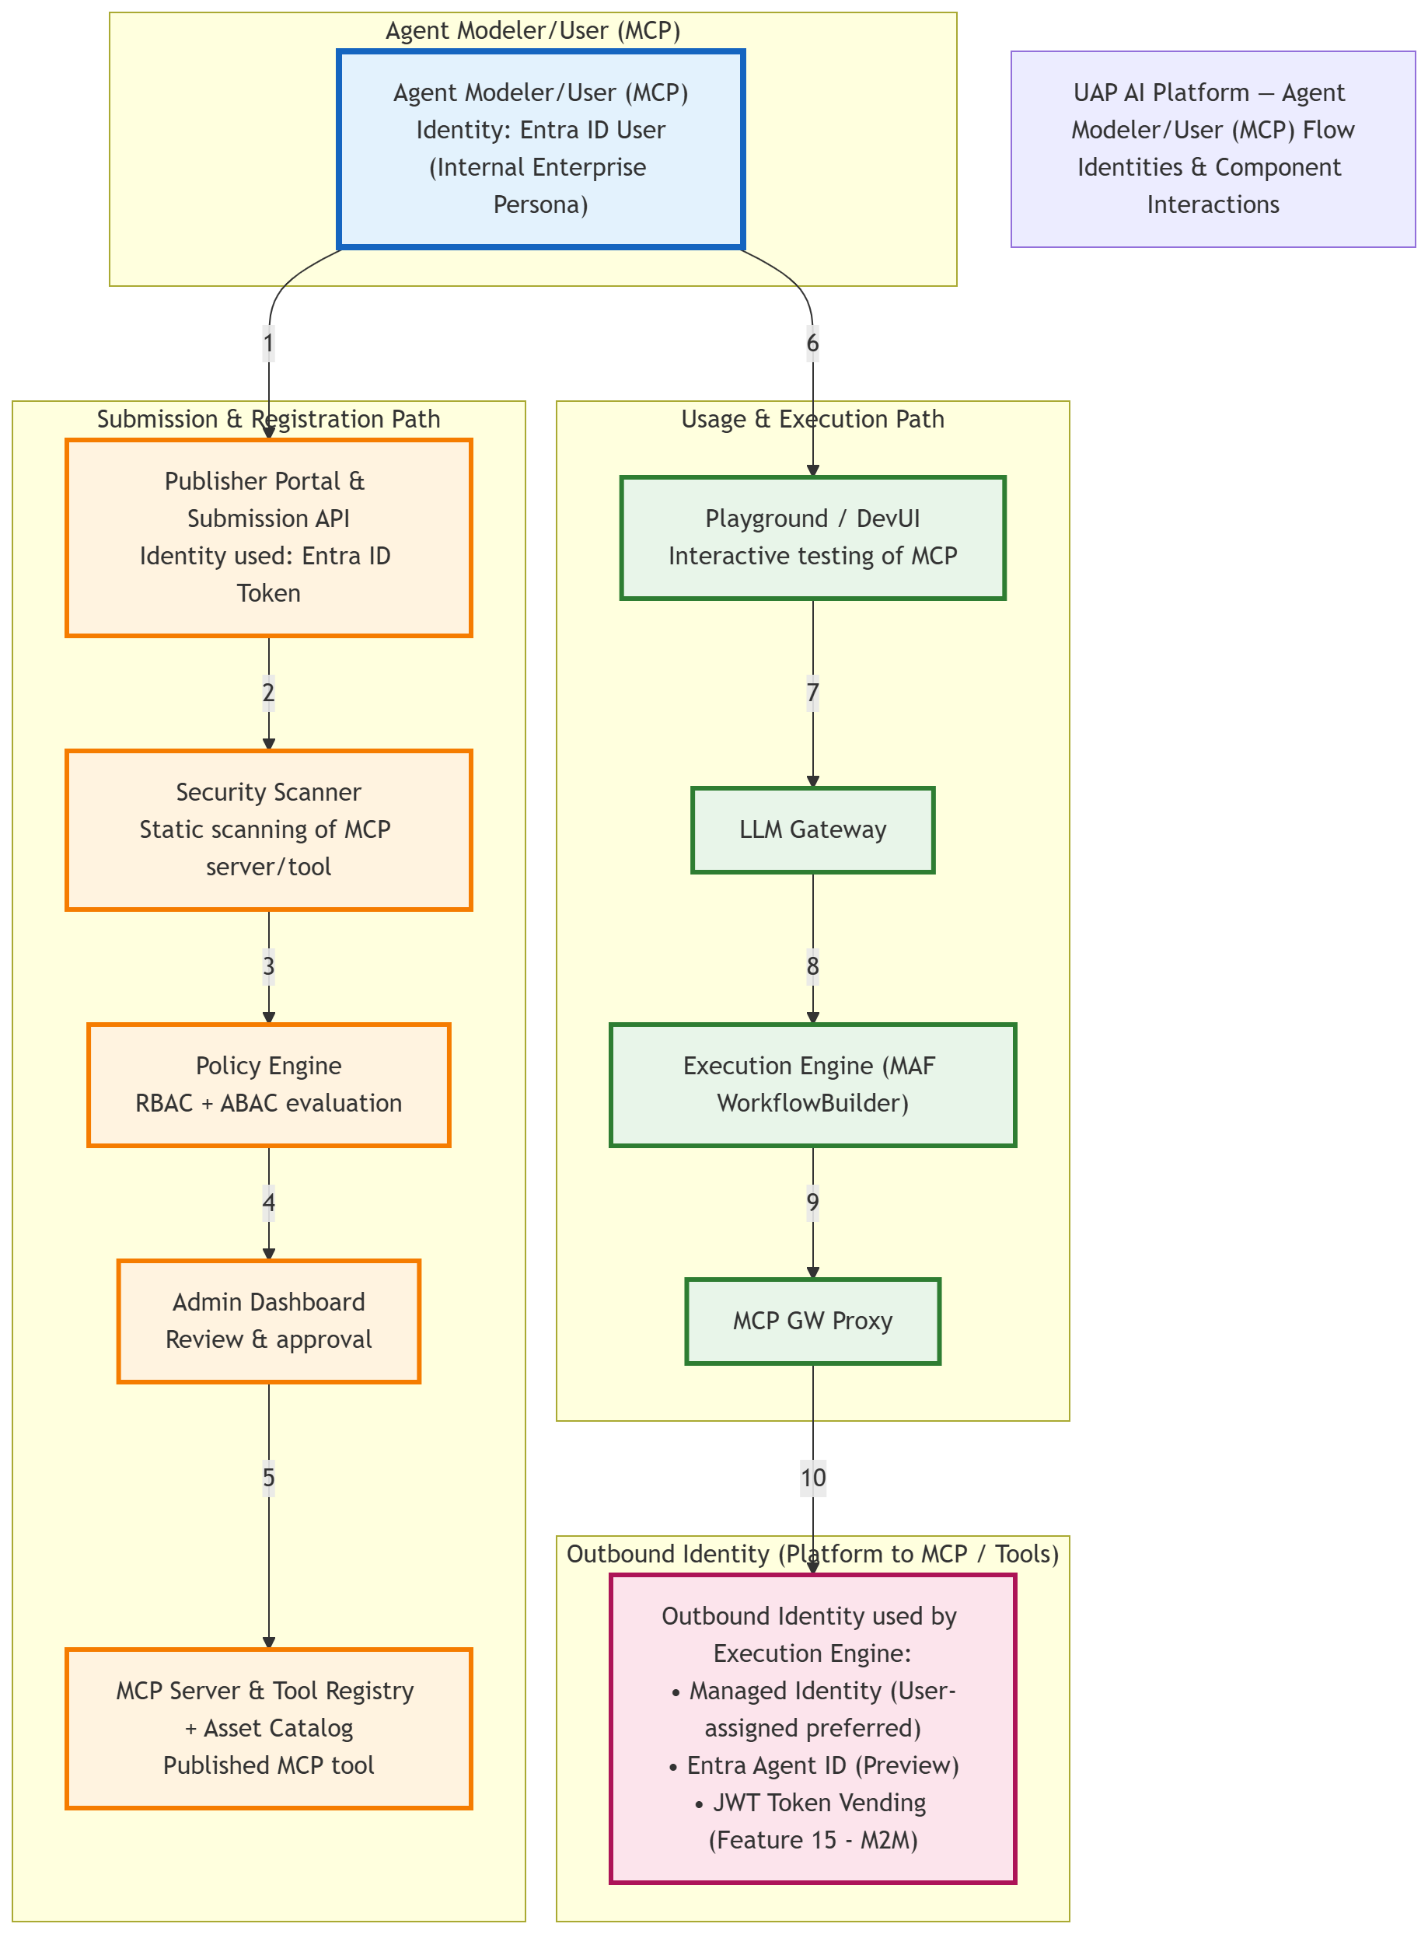 Agent Modeler/User (MCP)
Agent Modeler/User (MCP)
Identity: Entra ID User
(Internal Enterprise
Persona)
UAP AI Platform — Agent
Modeler/User (MCP) Flow
Identities & Component
Interactions
1
6
Submission & Registration Path
Publisher Portal &
Submission API
Identity used: Entra ID
Token
2
Security Scanner
Static scanning of MCP
server/tool
3
Policy Engine
RBAC + ABAC evaluation
4
Admin Dashboard
Review & approval
5
MCP Server & Tool Registry
+ Asset Catalog
Published MCP tool
Usage & Execution Path
Playground / DevUI
Interactive testing of MCP
7
LLM Gateway
8
Execution Engine (MAF
WorkflowBuilder)
9
MCP GW Proxy
10
Outbound Identity (Platform to MCP / Tools)
Outbound Identity used by
Execution Engine:
• Managed Identity (User-
assigned preferred)
• Entra Agent ID (Preview)
• JWT Token Vending
(Feature 15 - M2M)